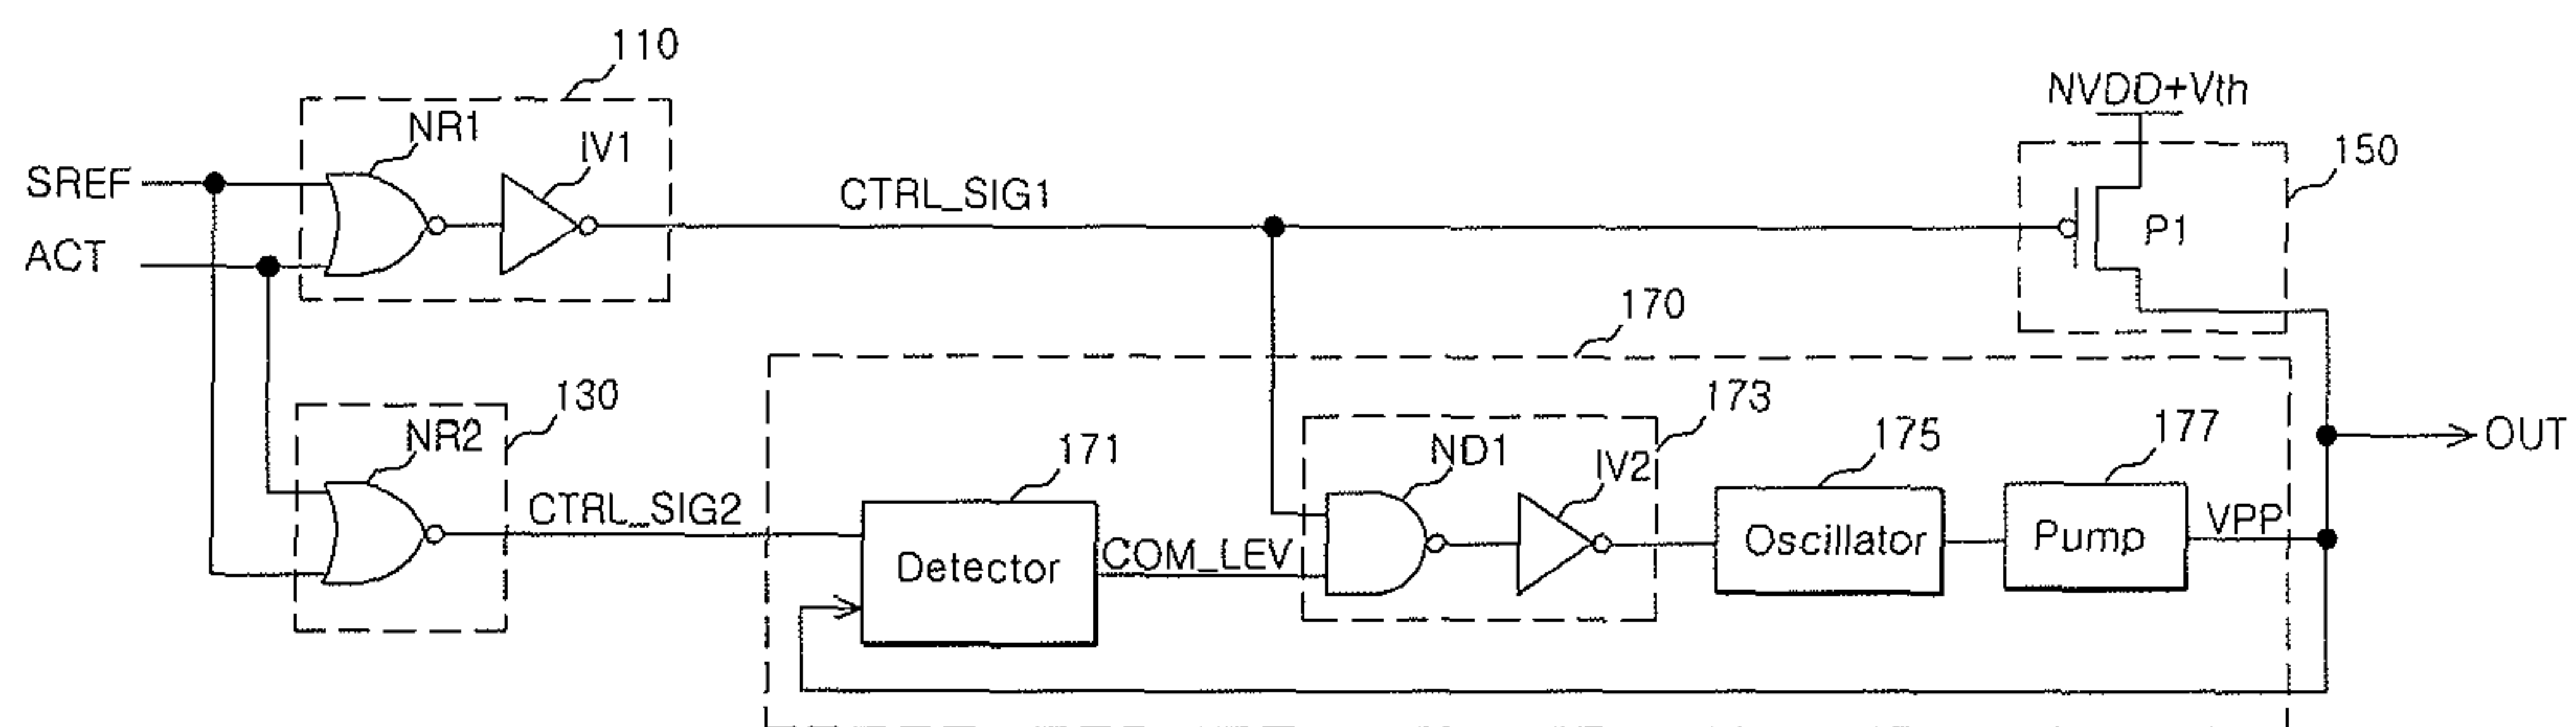 110
NVDD+Vth
NR1
IV1
150
SREF
CTRL_SIG1
P1
ACT
170
130
173
NR2
171
ND1
IV2
175
177
OUT
CTRL_SIG2
Detector
COM_LEV
Oscillator
Pump
VPP